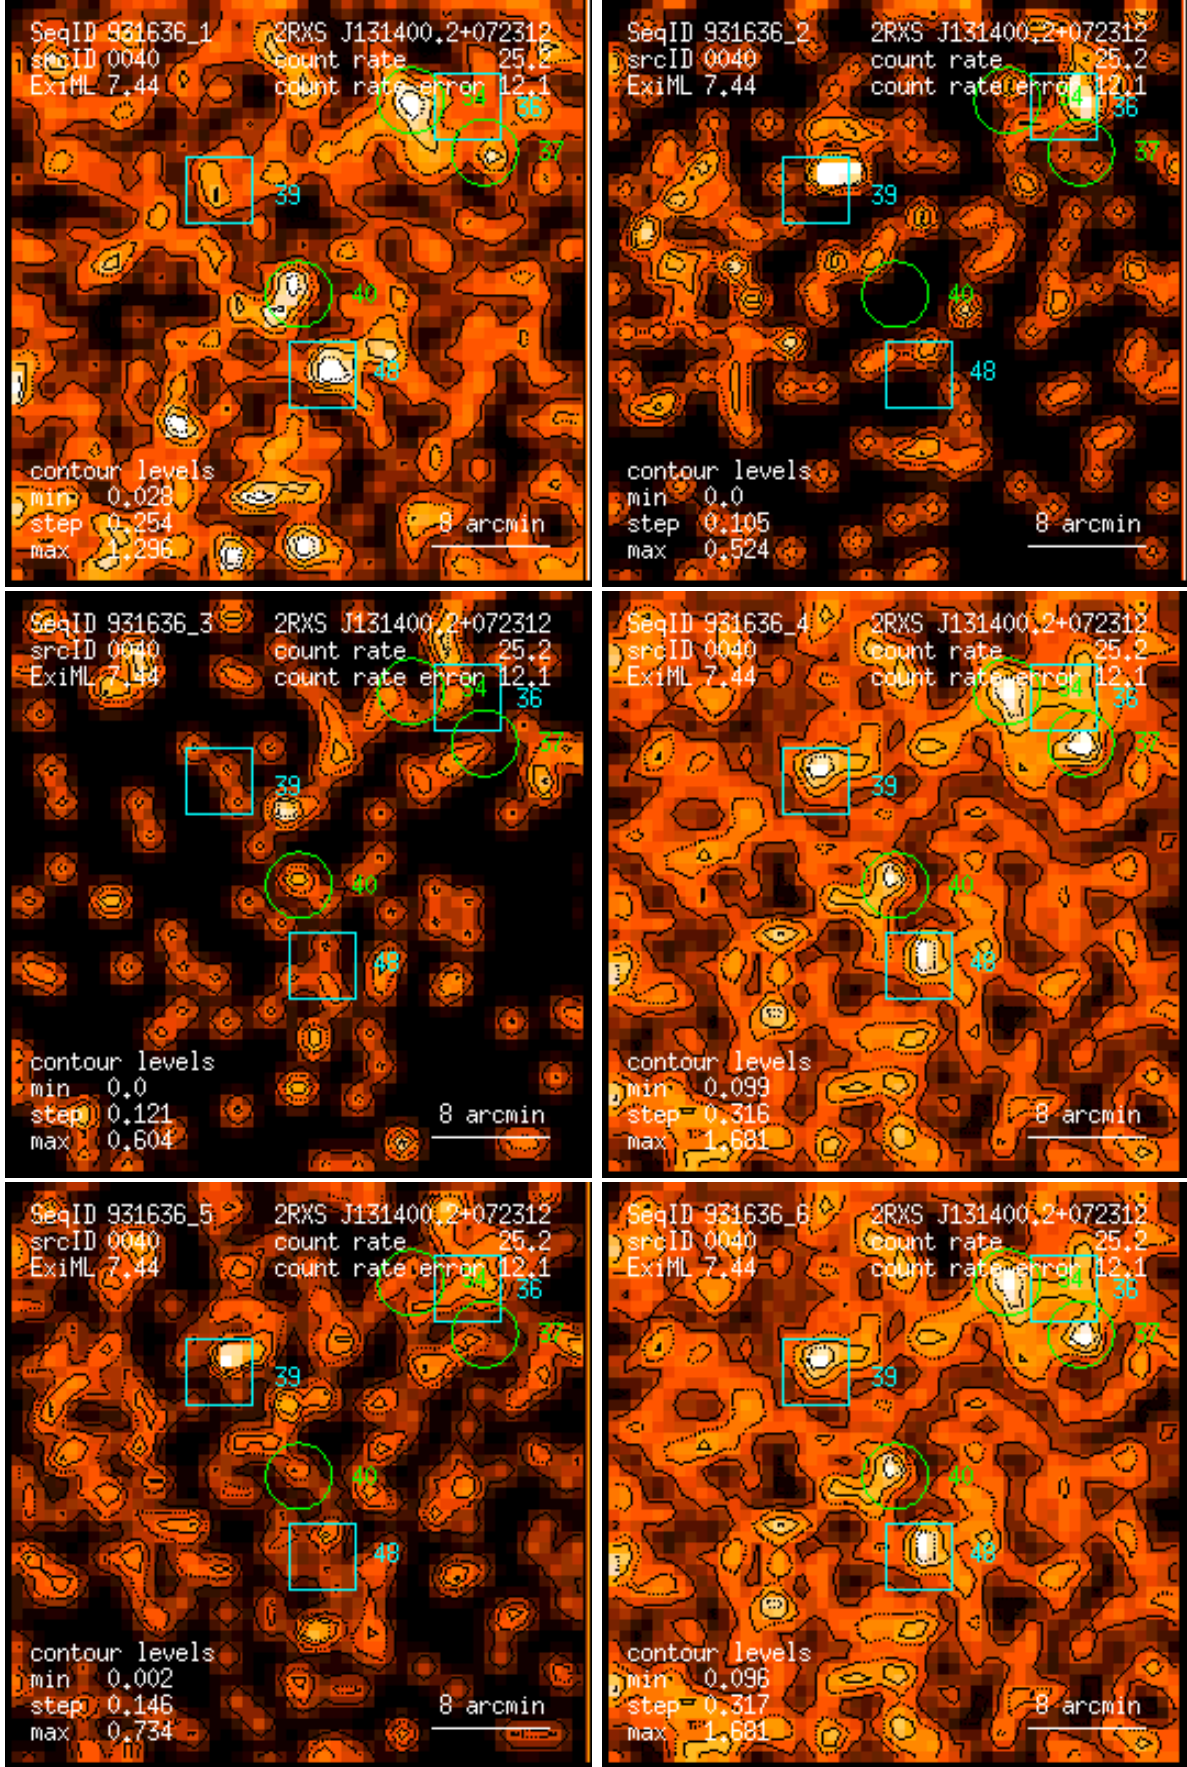 SeqID 931636_1 2RXS J131400.2+072312
srcID 0040 count rate 25.2
ExiML 7.44 count rate error 12.1
34
36
37
39
40
48
contour levels
min 0.028
step 0.254 8 arcmin
max 1.296
SeqID 931636_2 2RXS J131400.2+072312
srcID 0040 count rate 25.2
ExiML 7.44 count rate error 12.1
34
36
37
39
40
48
contour levels
min 0.0
step 0.105 8 arcmin
max 0.524
SeqID 931636_3 2RXS J131400.2+072312
srcID 0040 count rate 25.2
ExiML 7.44 count rate error 12.1
34
36
37
39
40
48
contour levels
min 0.0
step 0.121 8 arcmin
max 0.604
SeqID 931636_4 2RXS J131400.2+072312
srcID 0040 count rate 25.2
ExiML 7.44 count rate error 12.1
34
36
37
39
40
48
contour levels
min 0.099
step 0.316 8 arcmin
max 1.681
SeqID 931636_5 2RXS J131400.2+072312
srcID 0040 count rate 25.2
ExiML 7.44 count rate error 12.1
34
36
37
39
40
48
contour levels
min 0.002
step 0.146 8 arcmin
max 0.734
SeqID 931636_6 2RXS J131400.2+072312
srcID 0040 count rate 25.2
ExiML 7.44 count rate error 12.1
34
36
37
39
40
48
contour levels
min 0.096
step 0.317 8 arcmin
max 1.681